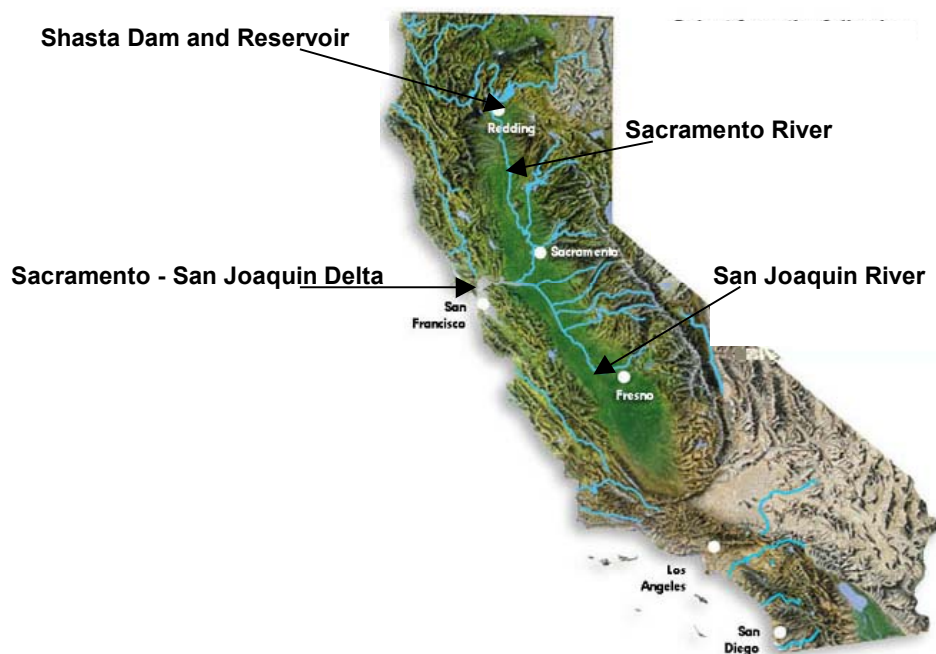 Shasta Dam and Reservoir
Redding
Sacramento River
Sacramento
Sacramento - San Joaquin Delta
San Joaquin River
San
Francisco
Fresno
Los
Angeles
San
Diego